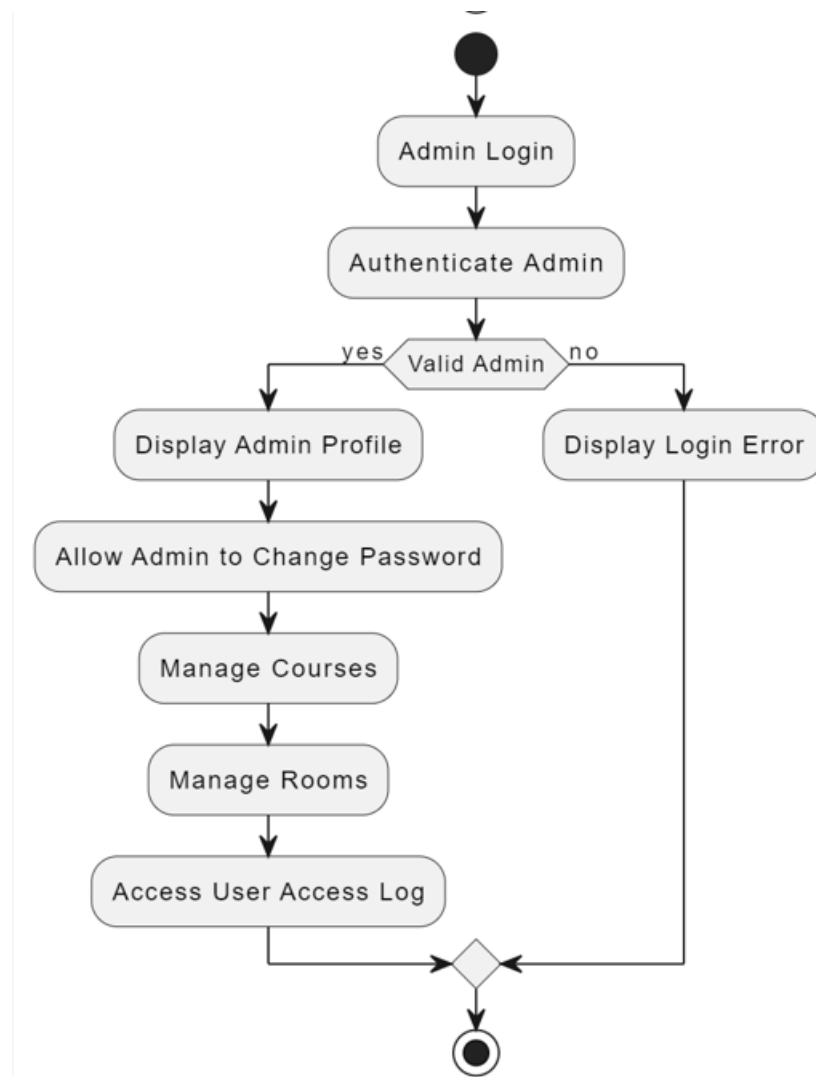 Admin Login
Authenticate Admin
yes
Valid Admin
no
Display Admin Profile
Display Login Error
Allow Admin to Change Password
Manage Courses
Manage Rooms
Access User Access Log